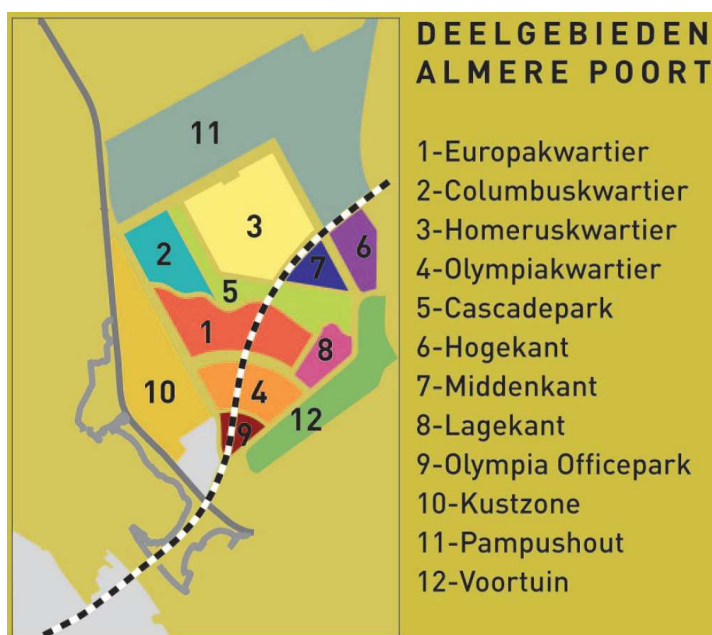 DEELGEBIEDEN
ALMERE POORT
1-Europakwartier
2-Columbuskwartier
3-Homeruskwartier
4-Olympiakwartier
5-Cascadepark
6-Hogekant
7-Middenkant
8-Lagekant
9-Olympia Officepark
10-Kustzone
11-Pampushout
12-Voortuin
11
3
6
2
7
5
1
8
10
4
12
9